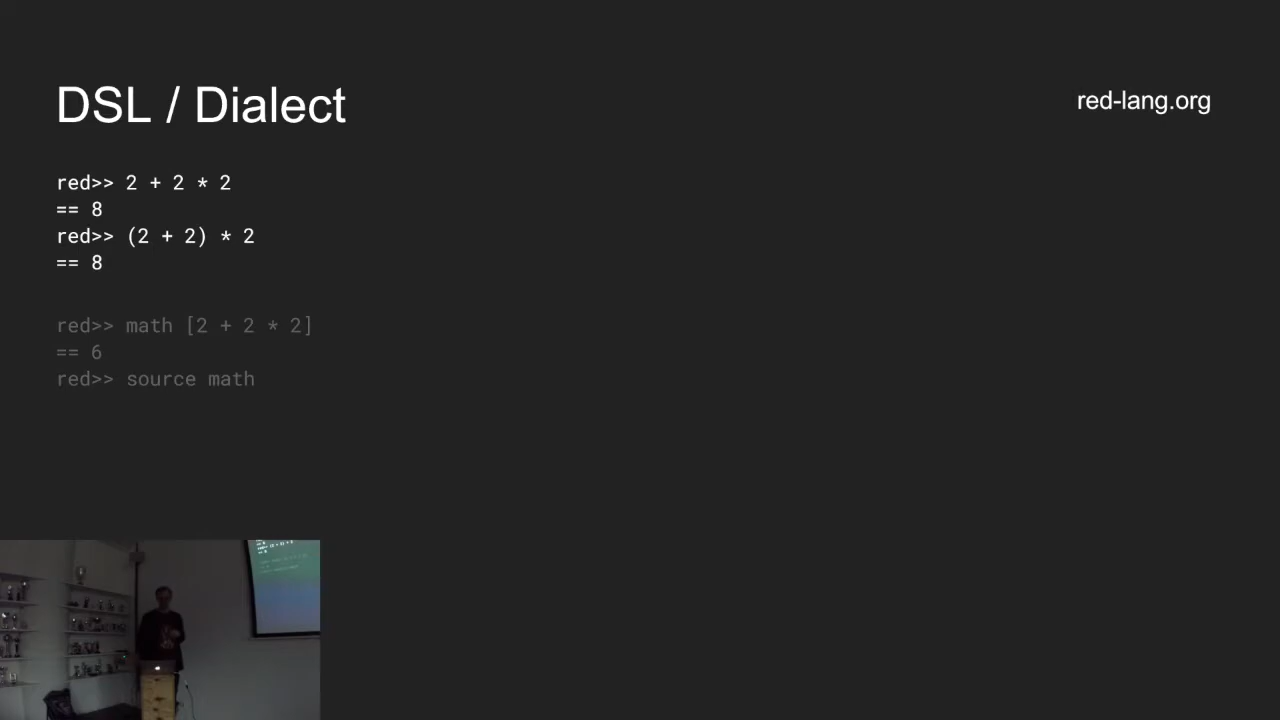 DSL / Dialect
red-lang.org
red>> 2 + 2 * 2
== 8
red>> (2 + 2) * 2
== 8
red>> math [2 + 2 * 2]
== 6
red>> source math